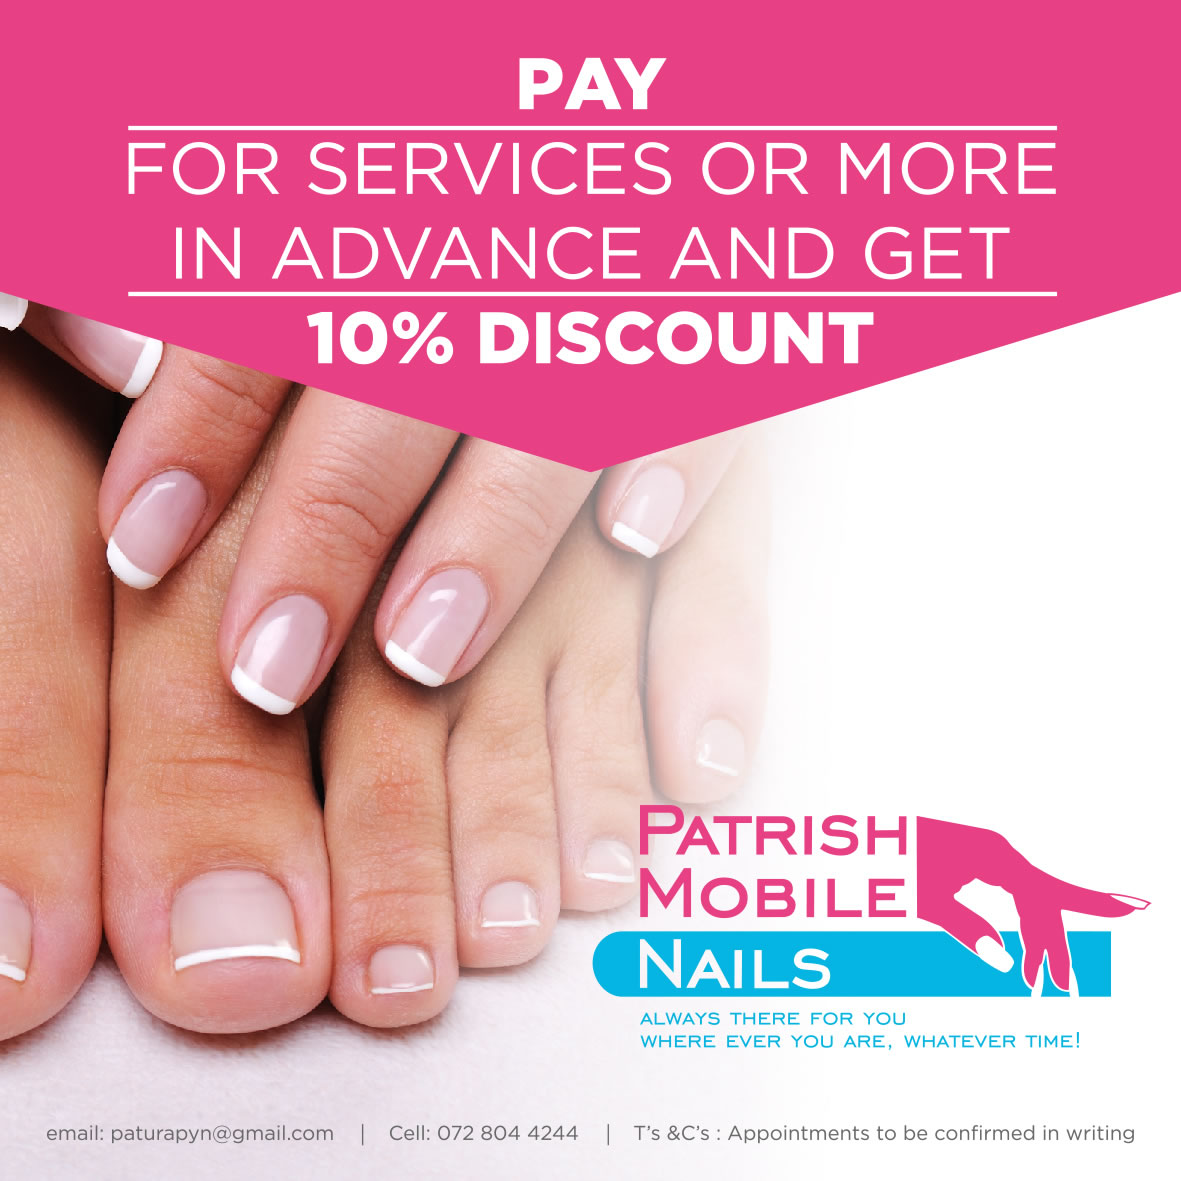 PAY
FOR SERVICES OR MORE
IN ADVANCE AND GET
10% DISCOUNT
PATRISH
MOBILE
NAILS
ALWAYS THERE FOR YOU
WHERE EVER YOU ARE, WHATEVER TIME!
email: paturapyn@gmail.com | Cell: 072 804 4244 | T's &C's : Appointments to be confirmed in writing